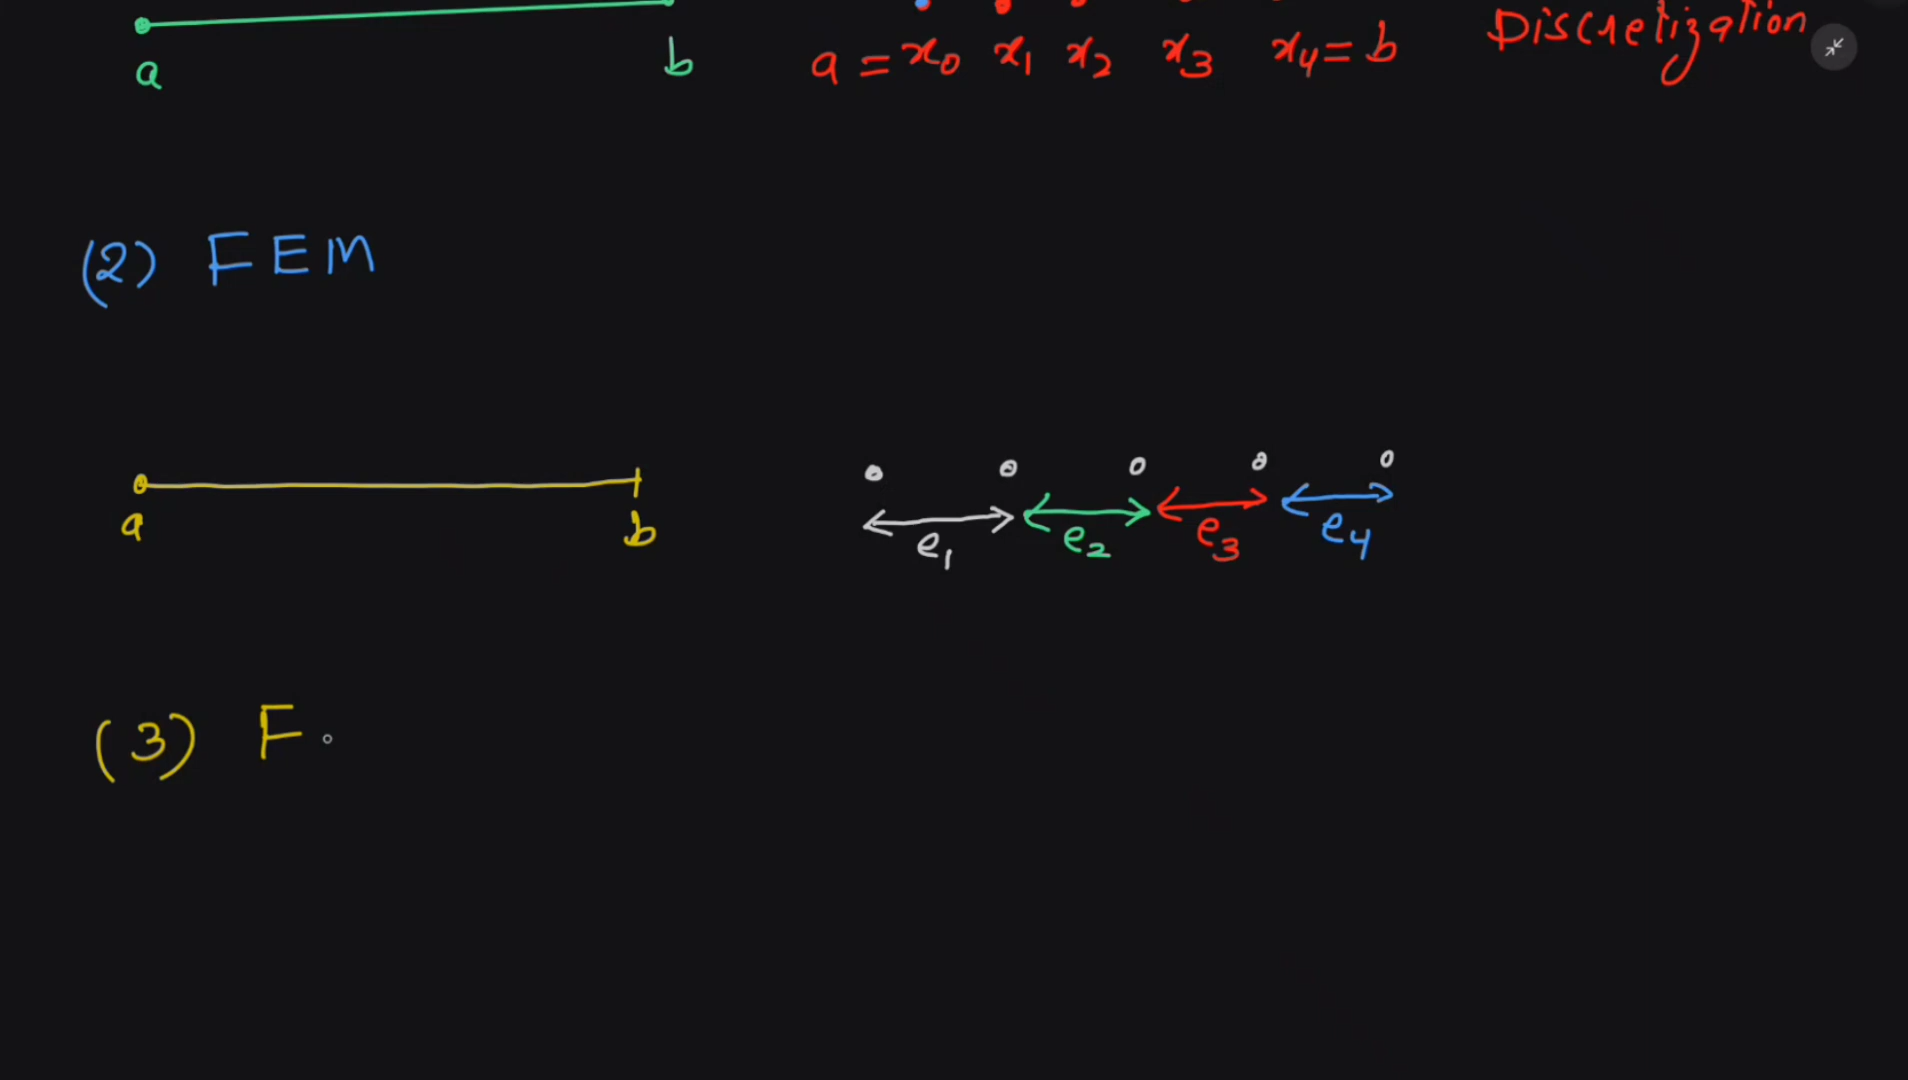 a b a = x₀ x₁ x₂ x₃ x₄ = b Discretization
(2) FEM
a b e₁ e₂ e₃ e₄
(3) F